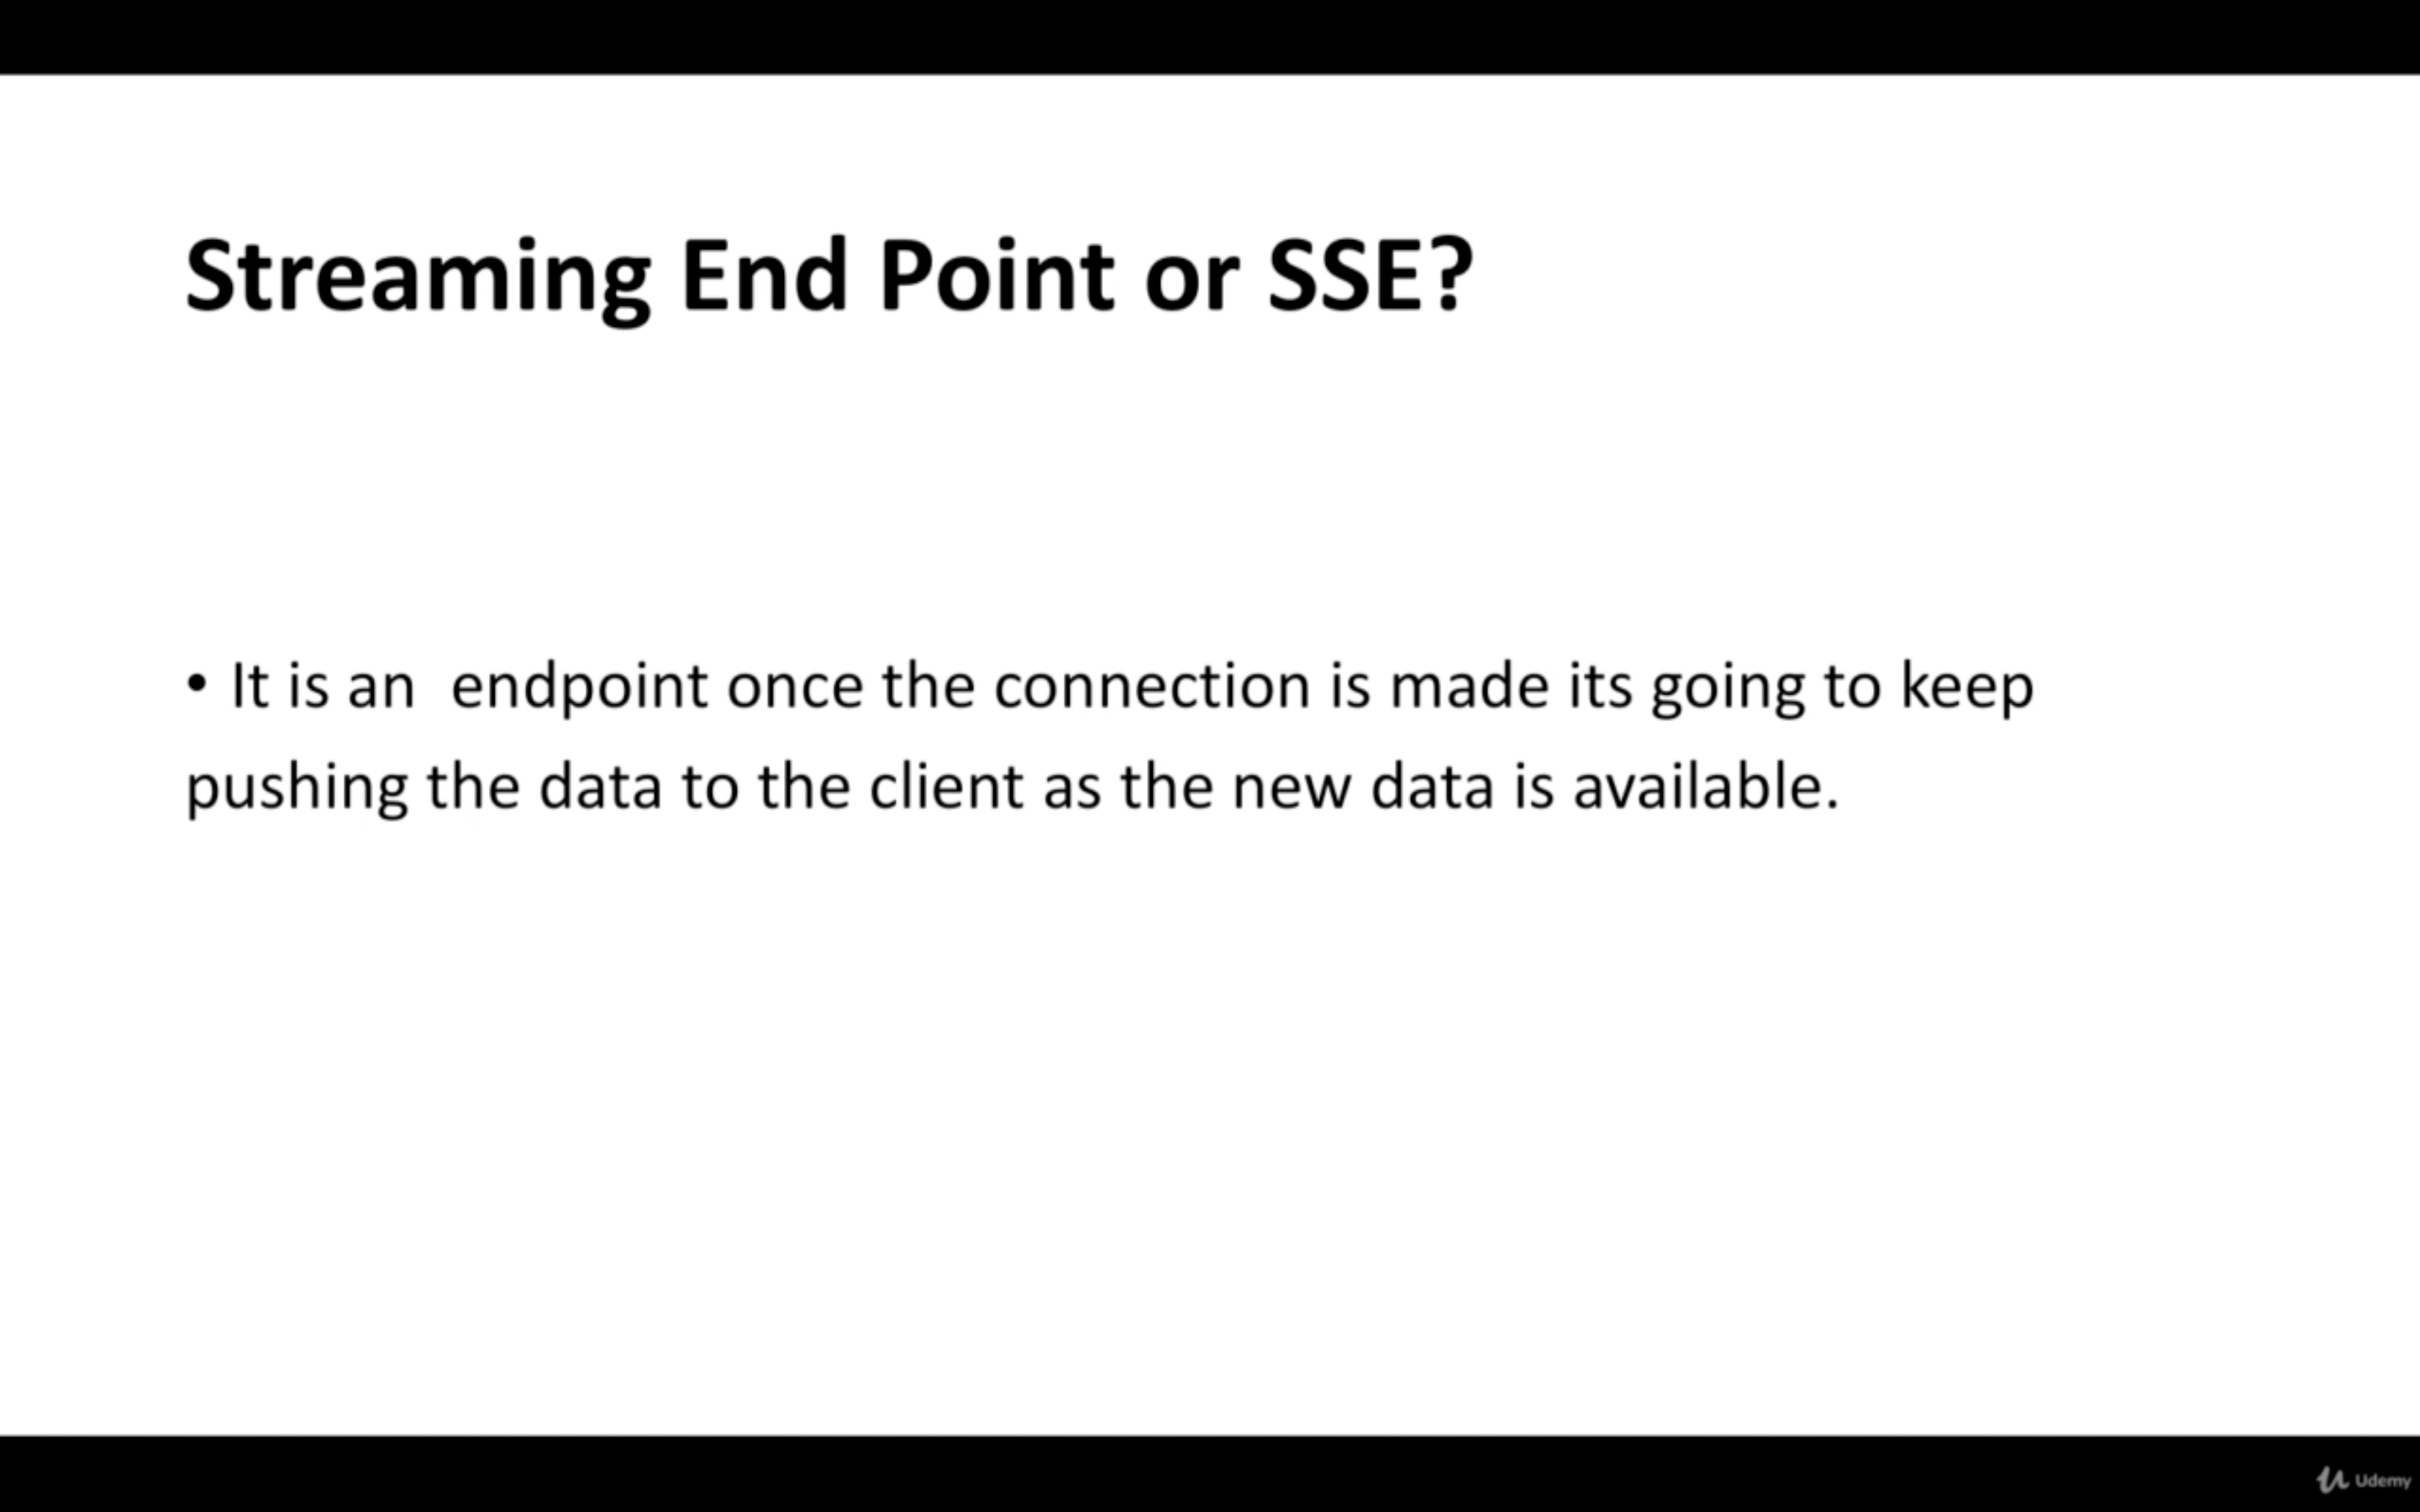 Streaming End Point or SSE?
• It is an  endpoint once the connection is made its going to keep
pushing the data to the client as the new data is available.
Udemy